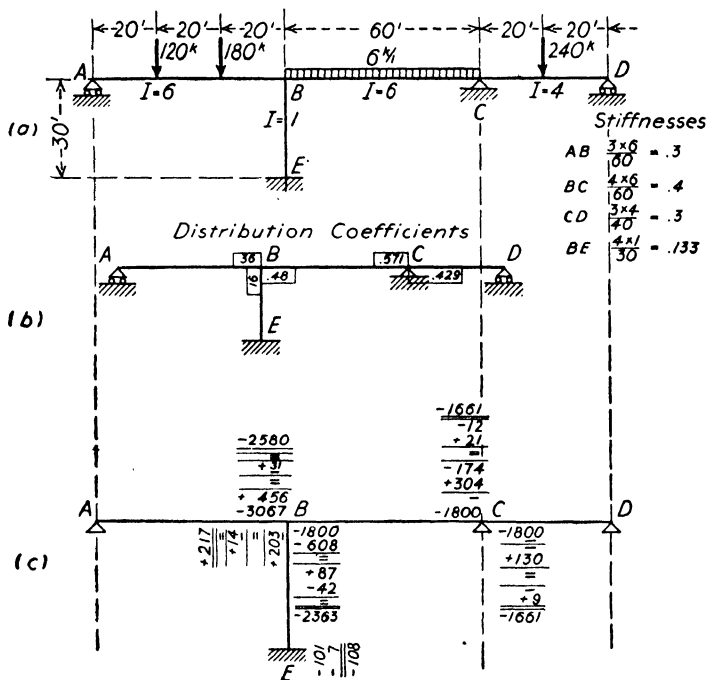 20' 20' 20' 60' 20' 20'
120k 180k 6k/1 240k
A B C D
I=6 I=6 I=4
(a) 30' I=1
E
Stiffnesses
AB 3×6/60 = .3
BC 4×6/60 = .4
CD 3×4/40 = .3
BE 4×1/30 = .133
Distribution Coefficients
A 36 B .571 C D
16 .48 .429
(b) E
-1661
-12
+21
=
-174
+304
-
-1800
-2580
=
+31
=
+456
-3067
A B C D
(c)
+217 = +14 = +203
-1800
-608
=
+87
-42
=
-2363
-1800
=
+130
=
-
+9
-1661
E
-101
-7
-108